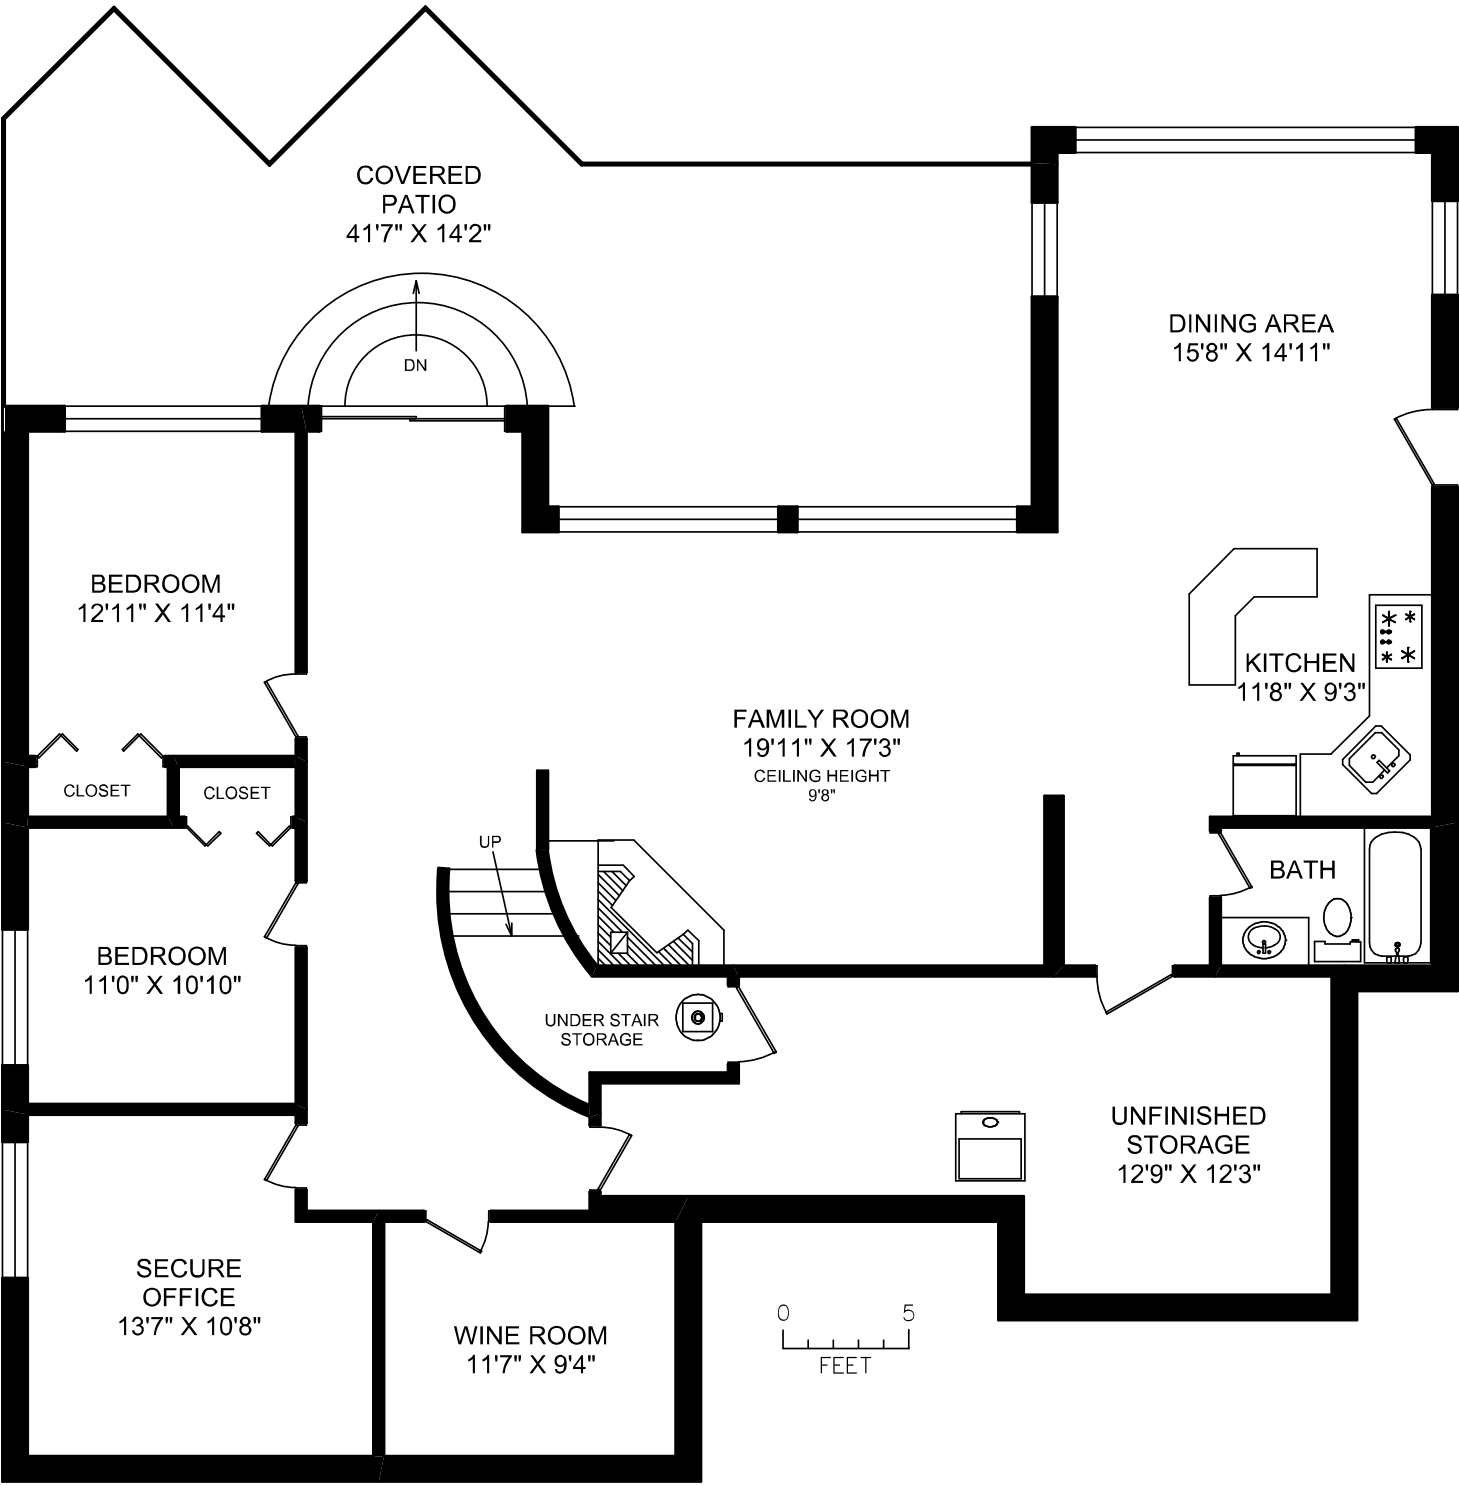 COVERED
PATIO
41'7" X 14'2"
DN
DINING AREA
15'8" X 14'11"
BEDROOM
12'11" X 11'4"
KITCHEN
11'8" X 9'3"
FAMILY ROOM
19'11" X 17'3"
CEILING HEIGHT
9'8"
CLOSET
CLOSET
UP
BATH
BEDROOM
11'0" X 10'10"
UNDER STAIR
STORAGE
UNFINISHED
STORAGE
12'9" X 12'3"
SECURE
OFFICE
13'7" X 10'8"
WINE ROOM
11'7" X 9'4"
0 5
FEET